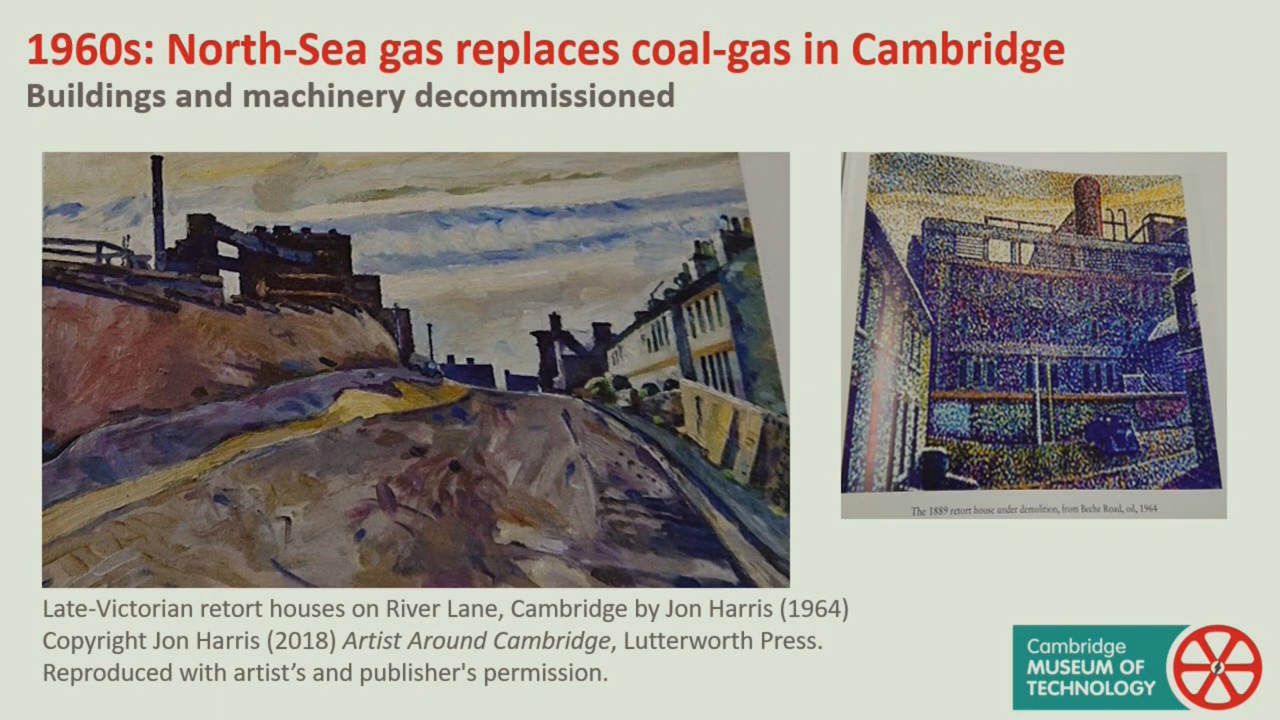 1960s: North-Sea gas replaces coal-gas in Cambridge
Buildings and machinery decommissioned
The 1889 retort house under demolition, from Beche Road, oil, 1964
Late-Victorian retort houses on River Lane, Cambridge by Jon Harris (1964)
Copyright Jon Harris (2018) Artist Around Cambridge, Lutterworth Press.
Reproduced with artist’s and publisher's permission.
Cambridge
MUSEUM OF
TECHNOLOGY